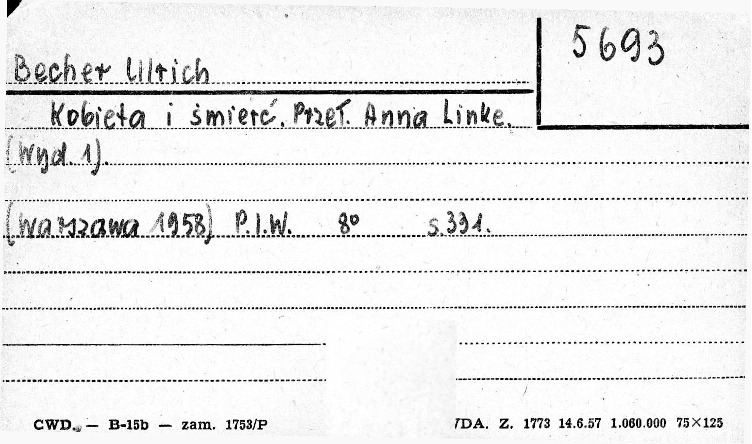 5693
Becher Ulrich
Kobieta i śmierć. Przeł. Anna Linke.
(Wyd. 1).
(Warszawa 1958) P.I.W. 8° s.331.
CWD. — B-15b — zam. 1753/P
DA. Z. 1773 14.6.57 1.060.000 75×125